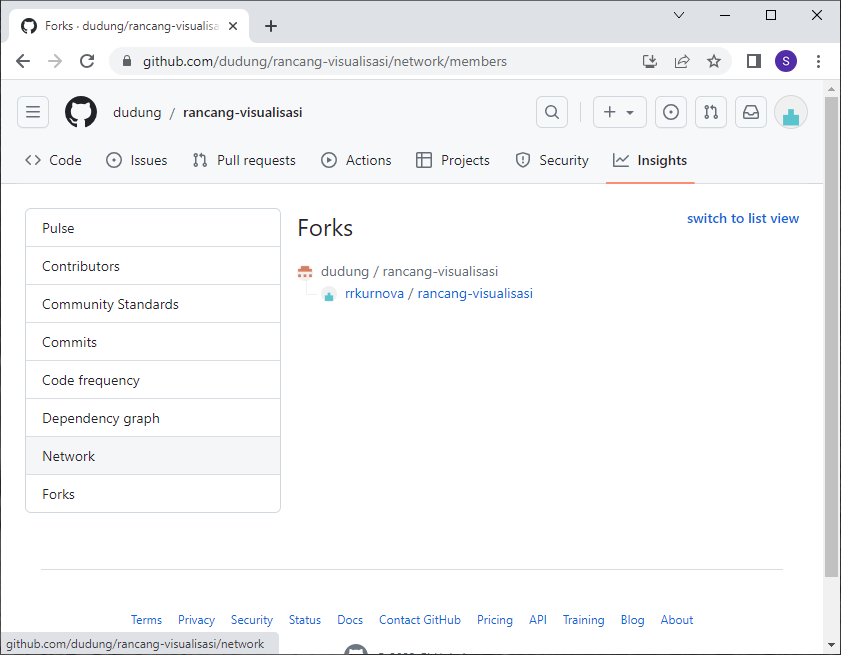 Forks · dudung/rancang-visualisa
github.com/dudung/rancang-visualisasi/network/members
S
dudung / rancang-visualisasi
Code Issues Pull requests Actions Projects Security Insights
Pulse
Contributors
Community Standards
Commits
Code frequency
Dependency graph
Network
Forks
Forks
switch to list view
dudung / rancang-visualisasi
rrkurnova / rancang-visualisasi
Terms Privacy Security Status Docs Contact GitHub Pricing API Training Blog About
github.com/dudung/rancang-visualisasi/network